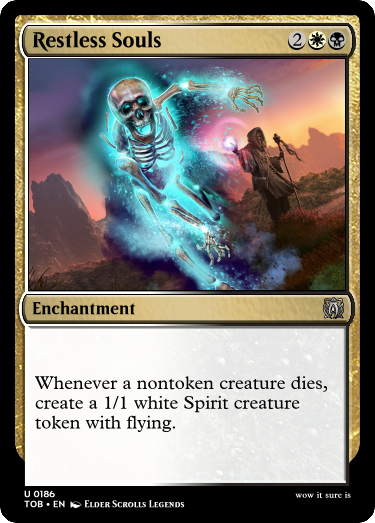 Restless Souls 2
Enchantment
Whenever a nontoken creature dies,
create a 1/1 white Spirit creature
token with flying.
U 0186
TOB • EN Elder Scrolls Legends
wow it sure is